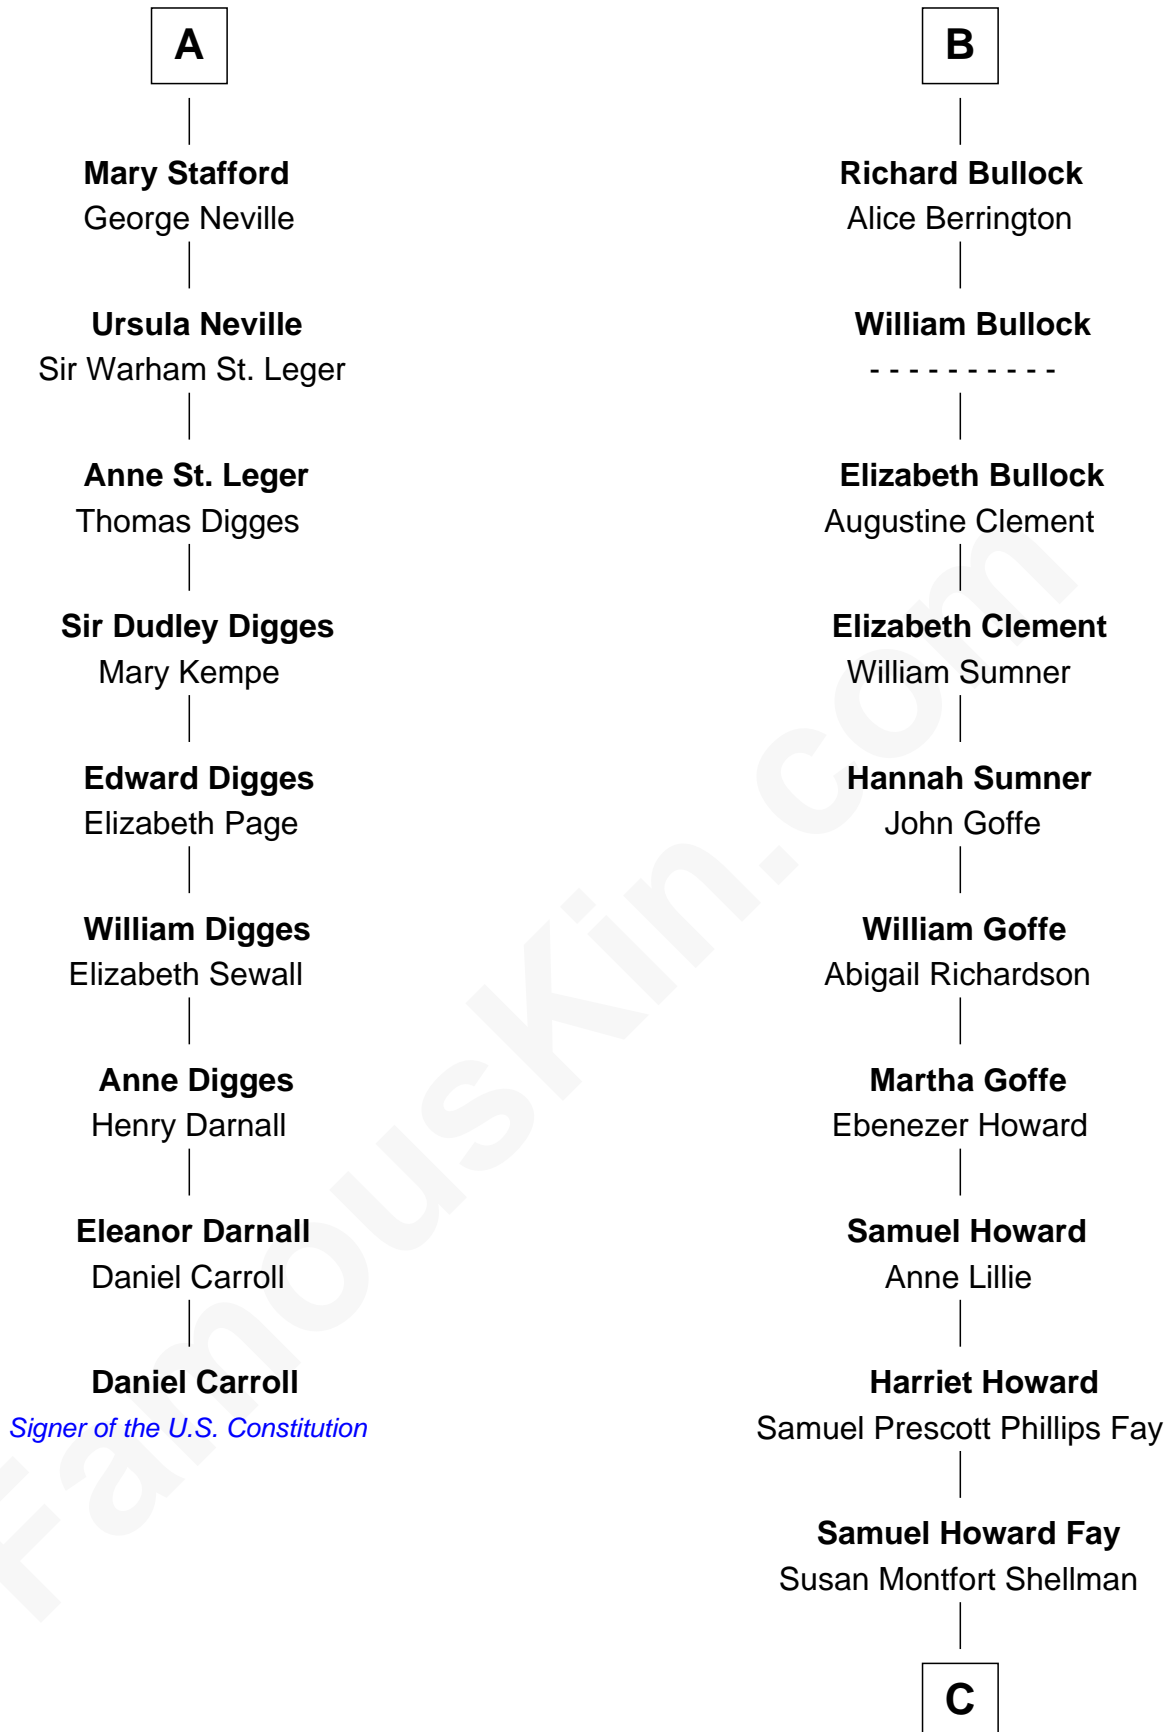 A
Mary Stafford
George Neville
Ursula Neville
Sir Warham St. Leger
Anne St. Leger
Thomas Digges
Sir Dudley Digges
Mary Kempe
Edward Digges
Elizabeth Page
William Digges
Elizabeth Sewall
Anne Digges
Henry Darnall
Eleanor Darnall
Daniel Carroll
Daniel Carroll
Signer of the U.S. Constitution
B
Richard Bullock
Alice Berrington
William Bullock
- - - - - - - - - -
Elizabeth Bullock
Augustine Clement
Elizabeth Clement
William Sumner
Hannah Sumner
John Goffe
William Goffe
Abigail Richardson
Martha Goffe
Ebenezer Howard
Samuel Howard
Anne Lillie
Harriet Howard
Samuel Prescott Phillips Fay
Samuel Howard Fay
Susan Montfort Shellman
C
FamousKin.com